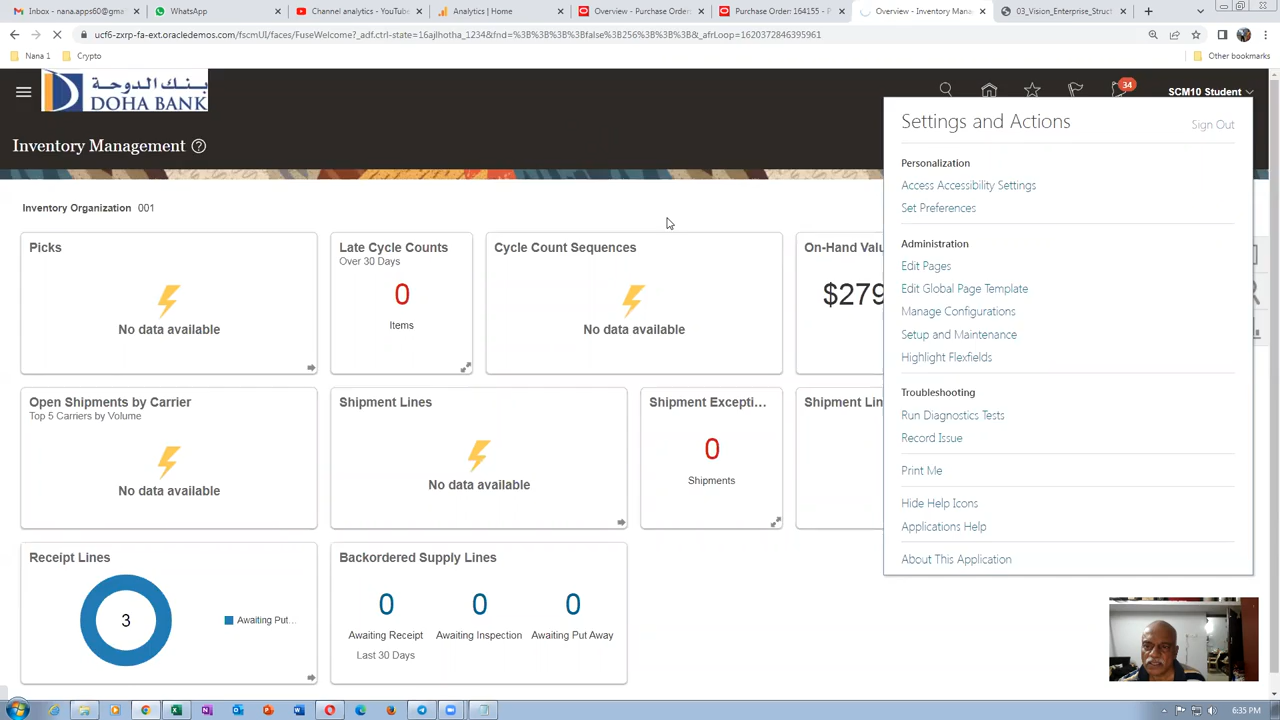 Inbox - nana.apps60@gmail.com
WhatsApp
Channel analytics - YouTube
Analytics | Home
Overview - Purchase Order
Purchase Order: 164155 - 
Overview - Inventory Man
03_Vision_Enterprise_Struct
ucf6-zxrp-fa-ext.oracledemos.com/fscmUI/faces/FuseWelcome?_adf.ctrl-state=16ajlhotha_1234&fnd=%3B%3B%3B%3Bfalse%3B256%3B%3B%3B&_afrLoop=1620372846395961
Nana 1
Crypto
Other bookmarks
بنك الدوحة
DOHA BANK
34
SCM10 Student
Inventory Management
Settings and Actions
Sign Out
Personalization
Access Accessibility Settings
Set Preferences
Administration
Edit Pages
Edit Global Page Template
Manage Configurations
Setup and Maintenance
Highlight Flexfields
Troubleshooting
Run Diagnostics Tests
Record Issue
Print Me
Hide Help Icons
Applications Help
About This Application
Inventory Organization 001
Picks
No data available
Late Cycle Counts
Over 30 Days
0
Items
Cycle Count Sequences
No data available
On-Hand Valu
$279
Open Shipments by Carrier
Top 5 Carriers by Volume
No data available
Shipment Lines
No data available
Shipment Excepti...
0
Shipments
Shipment Lin
Receipt Lines
3
Awaiting Put...
Backordered Supply Lines
0 0 0
Awaiting Receipt Awaiting Inspection Awaiting Put Away
Last 30 Days
6:35 PM